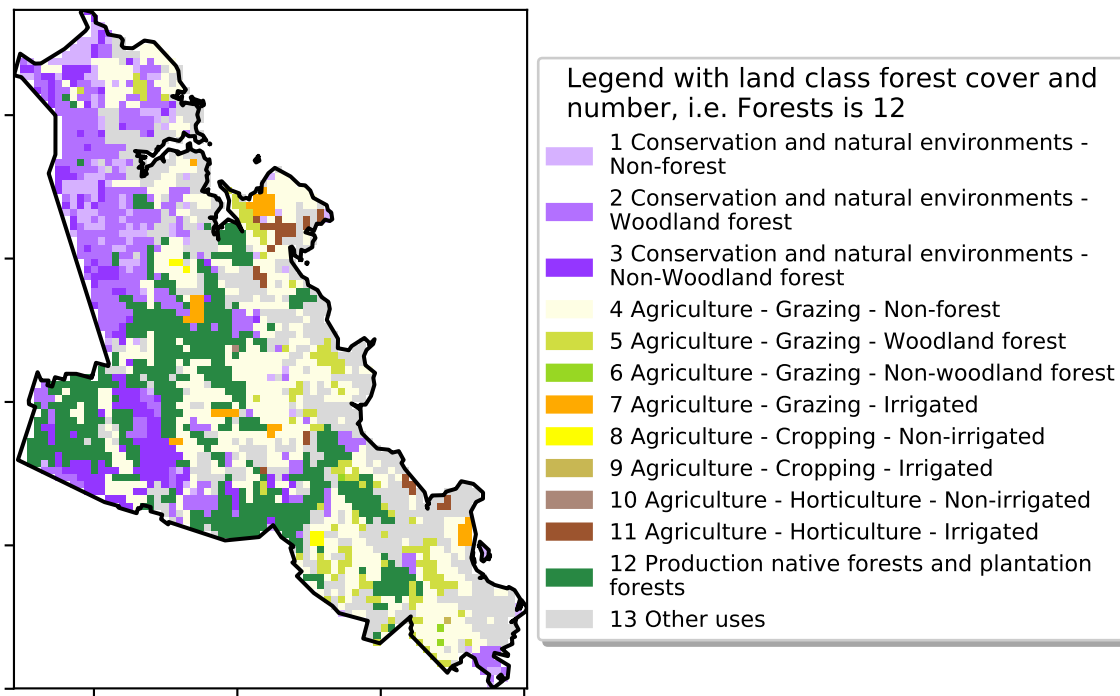 Legend with land class forest cover and
number, i.e. Forests is 12
1 Conservation and natural environments -
Non-forest
2 Conservation and natural environments -
Woodland forest
3 Conservation and natural environments -
Non-Woodland forest
4 Agriculture - Grazing - Non-forest
5 Agriculture - Grazing - Woodland forest
6 Agriculture - Grazing - Non-woodland forest
7 Agriculture - Grazing - Irrigated
8 Agriculture - Cropping - Non-irrigated
9 Agriculture - Cropping - Irrigated
10 Agriculture - Horticulture - Non-irrigated
11 Agriculture - Horticulture - Irrigated
12 Production native forests and plantation
forests
13 Other uses